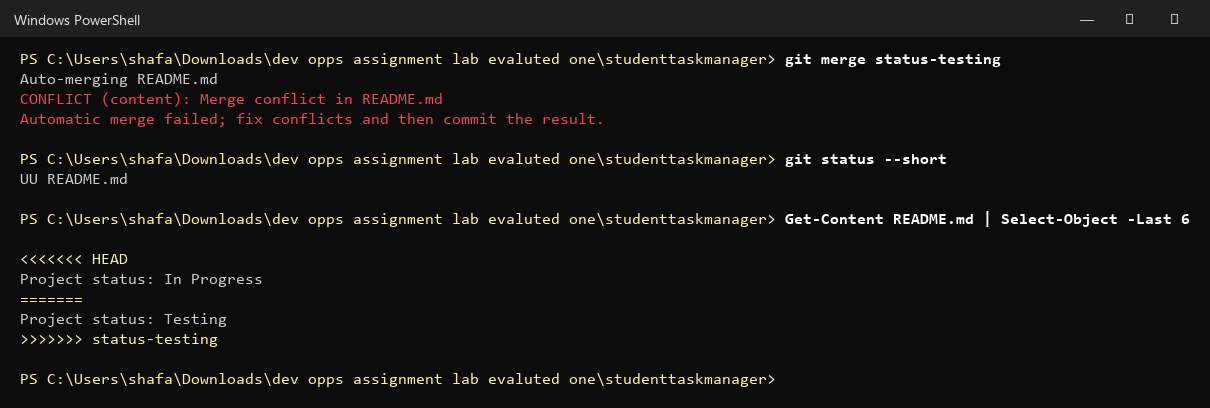 Windows PowerShell
PS C:\Users\shafa\Downloads\dev opps assignment lab evaluted one\studenttaskmanager> git merge status-testing
Auto-merging README.md
CONFLICT (content): Merge conflict in README.md
Automatic merge failed; fix conflicts and then commit the result.
PS C:\Users\shafa\Downloads\dev opps assignment lab evaluted one\studenttaskmanager> git status --short
UU README.md
PS C:\Users\shafa\Downloads\dev opps assignment lab evaluted one\studenttaskmanager> Get-Content README.md | Select-Object -Last 6
<<<<<<< HEAD
Project status: In Progress
=======
Project status: Testing
>>>>>>> status-testing
PS C:\Users\shafa\Downloads\dev opps assignment lab evaluted one\studenttaskmanager>